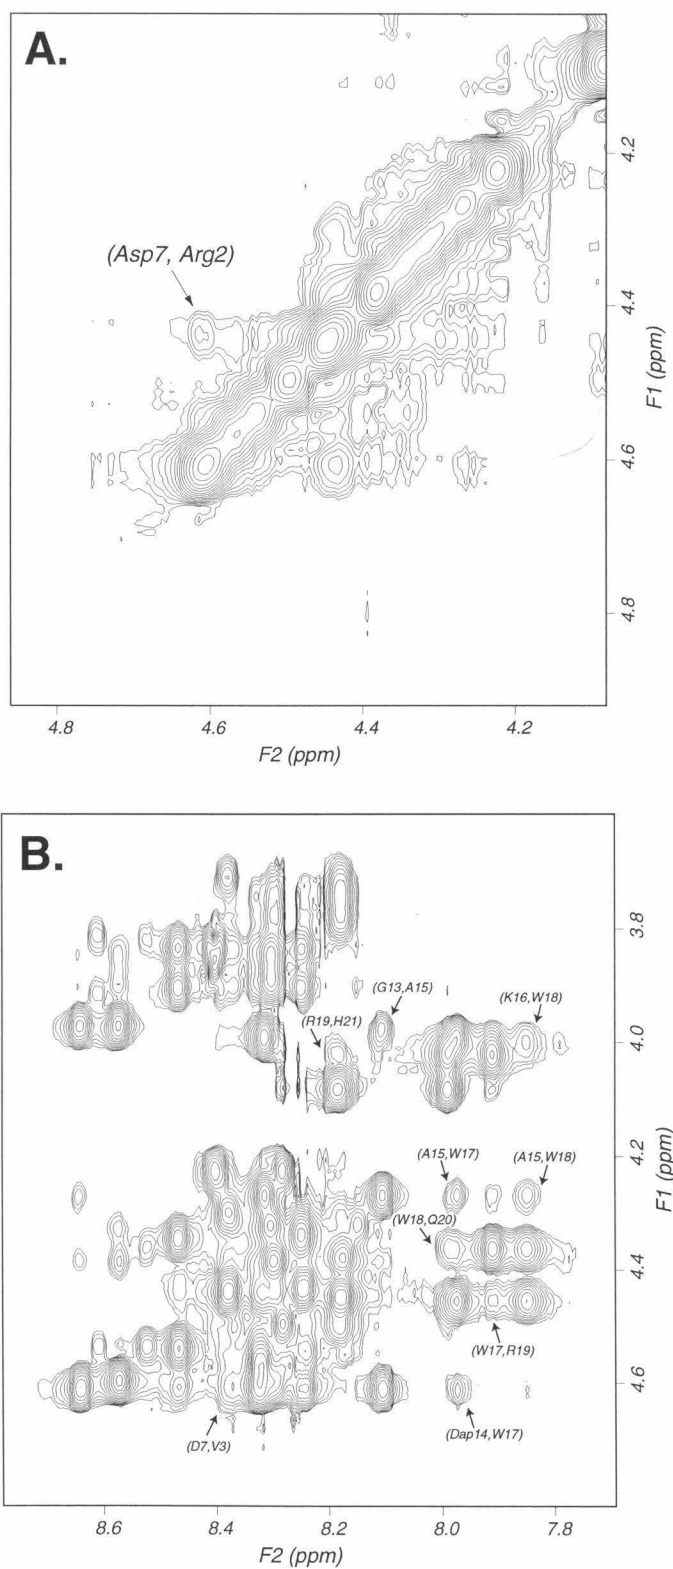 A.
(Asp7, Arg2)
4.2
4.4
4.6
4.8
F1 (ppm)
4.8 4.6 4.4 4.2
F2 (ppm)
B.
(G13,A15)
(K16,W18)
(R19,H21)
(A15,W17)
(A15,W18)
(W18,Q20)
(W17,R19)
(D7,V3)
(Dap14,W17)
3.8
4.0
4.2
4.4
4.6
F1 (ppm)
8.6 8.4 8.2 8.0 7.8
F2 (ppm)